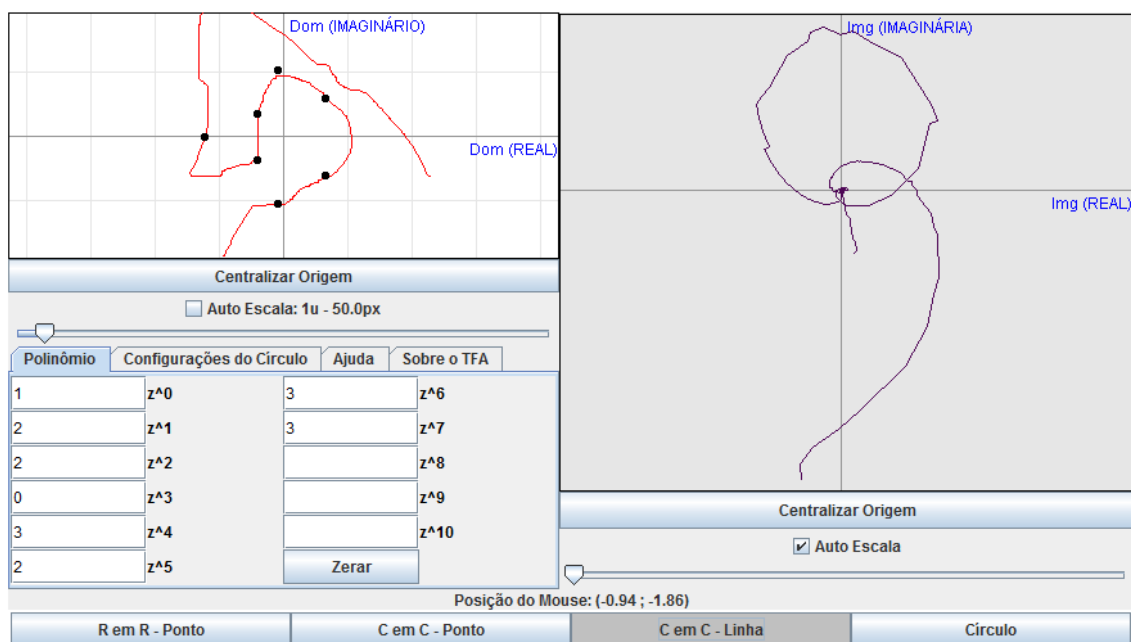 Dom (IMAGINÁRIO)
Dom (REAL)
Img (IMAGINÁRIA)
Img (REAL)
Centralizar Origem
Auto Escala: 1u - 50.0px
Polinômio Configurações do Círculo Ajuda Sobre o TFA
1 z^0 3 z^6
2 z^1 3 z^7
2 z^2 z^8
0 z^3 z^9
3 z^4 z^10
2 z^5 Zerar
Centralizar Origem
Auto Escala
Posição do Mouse: (-0.94 ; -1.86)
R em R - Ponto C em C - Ponto C em C - Linha Círculo